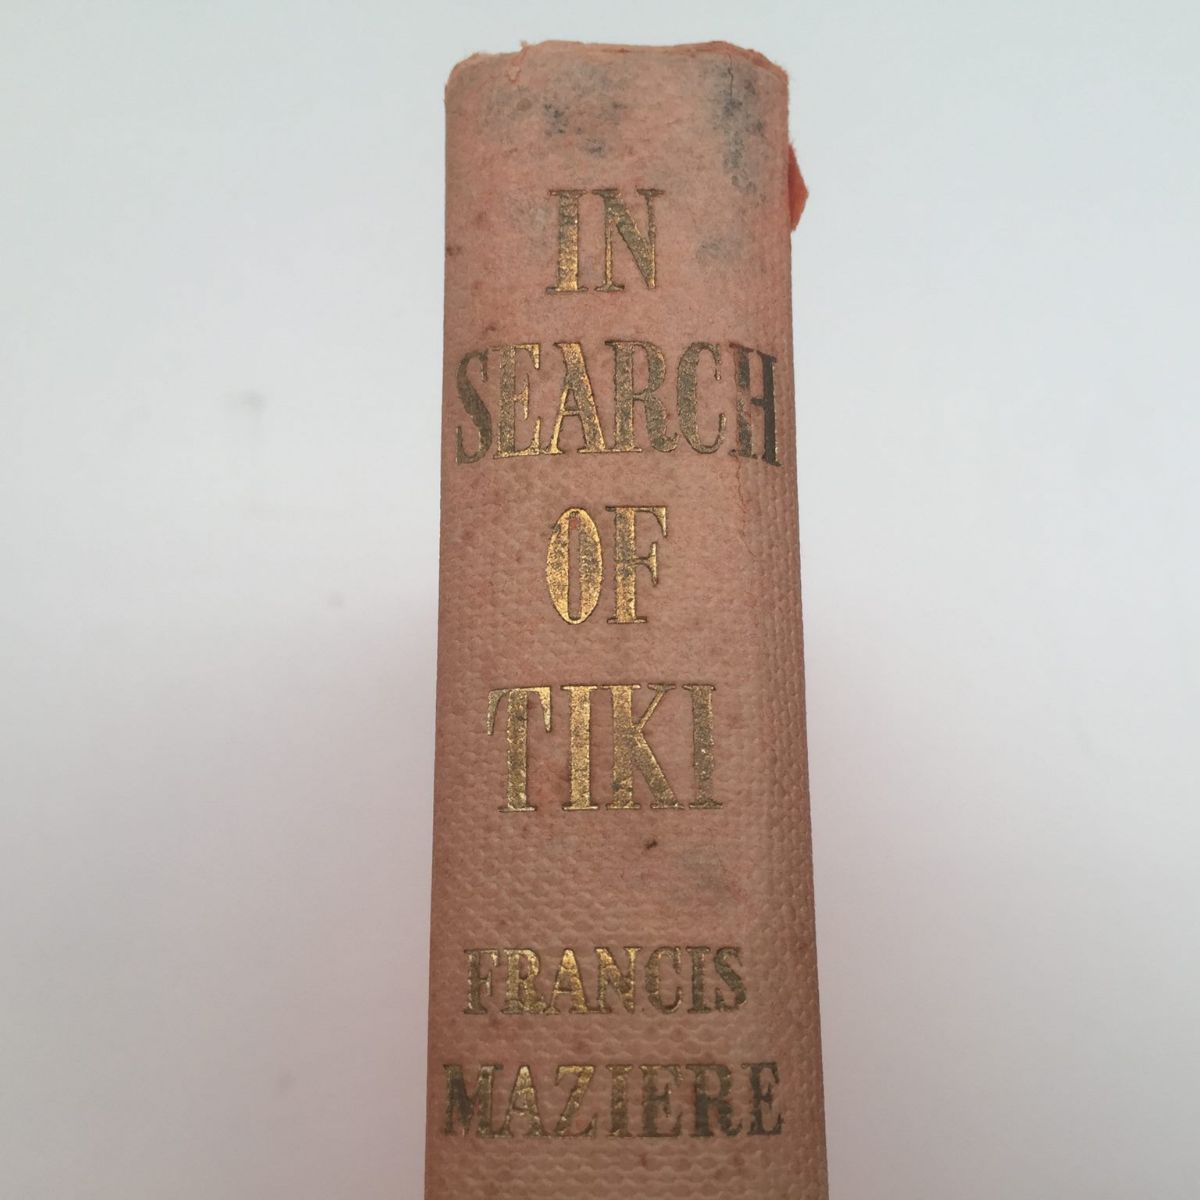 IN
SEARCH
OF
TIKI
FRANCIS
MAZIERE